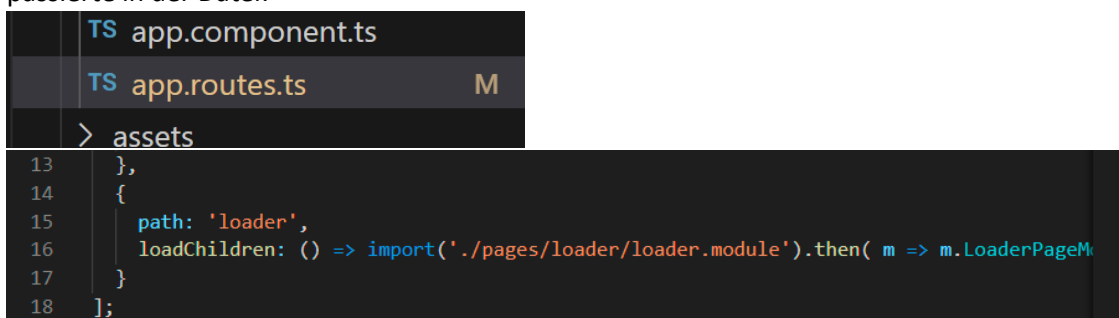 TS app.component.ts
TS app.routes.ts M
> assets
13 },
14 {
15 path: 'loader',
16 loadChildren: () => import('./pages/loader/loader.module').then( m => m.LoaderPageM
17 }
18 ];